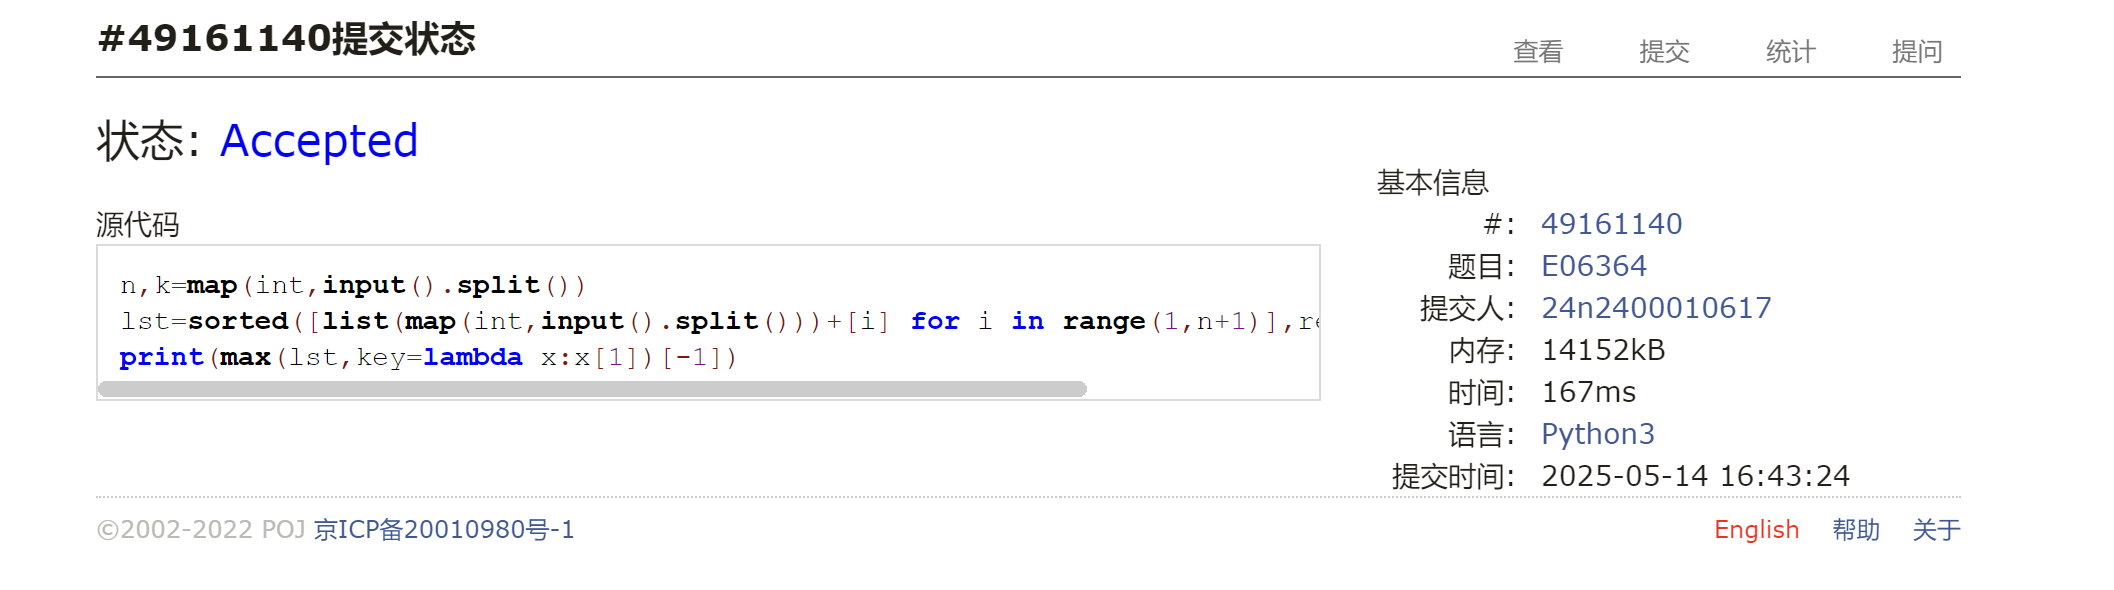 #49161140提交状态
查看 提交 统计 提问
状态: Accepted
源代码
n,k=map(int,input().split())
lst=sorted([list(map(int,input().split()))+[i] for i in range(1,n+1)],re
print(max(lst,key=lambda x:x[1])[-1])
基本信息
#: 49161140
题目: E06364
提交人: 24n2400010617
内存: 14152kB
时间: 167ms
语言: Python3
提交时间: 2025-05-14 16:43:24
©2002-2022 POJ 京ICP备20010980号-1
English 帮助 关于